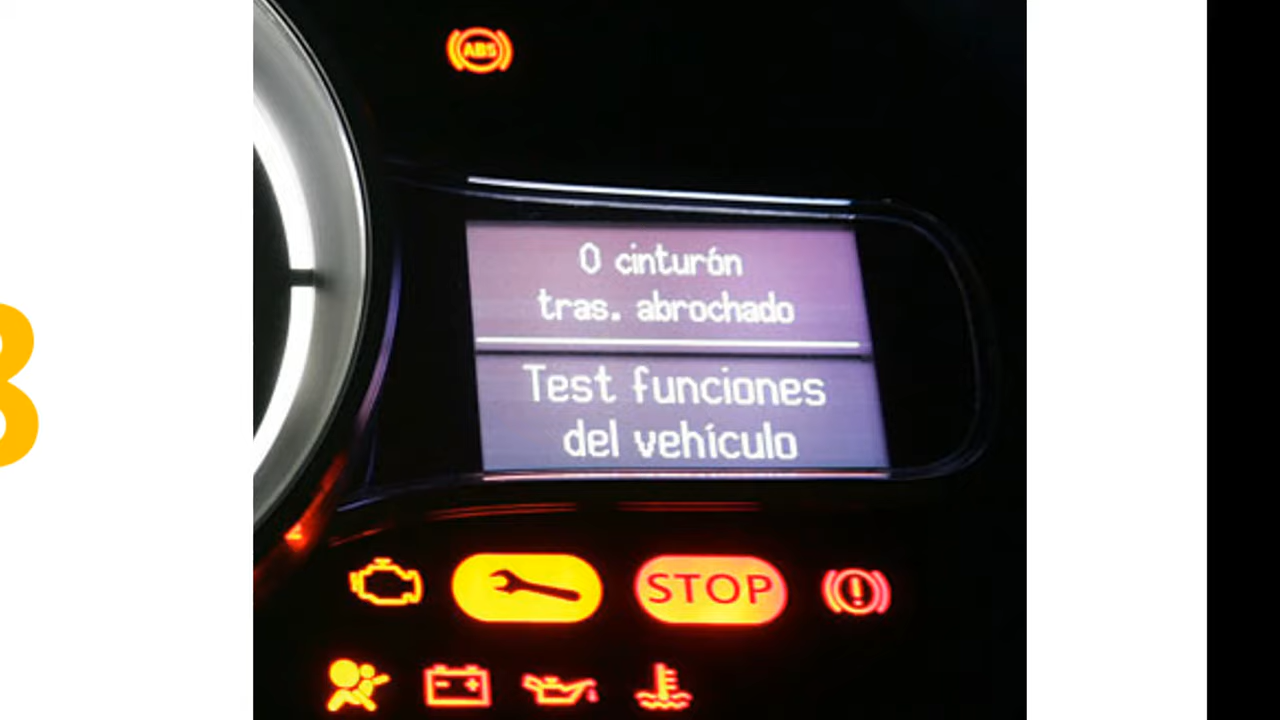 ABS
0 cinturón
tras. abrochado
Test funciones
del vehículo
STOP